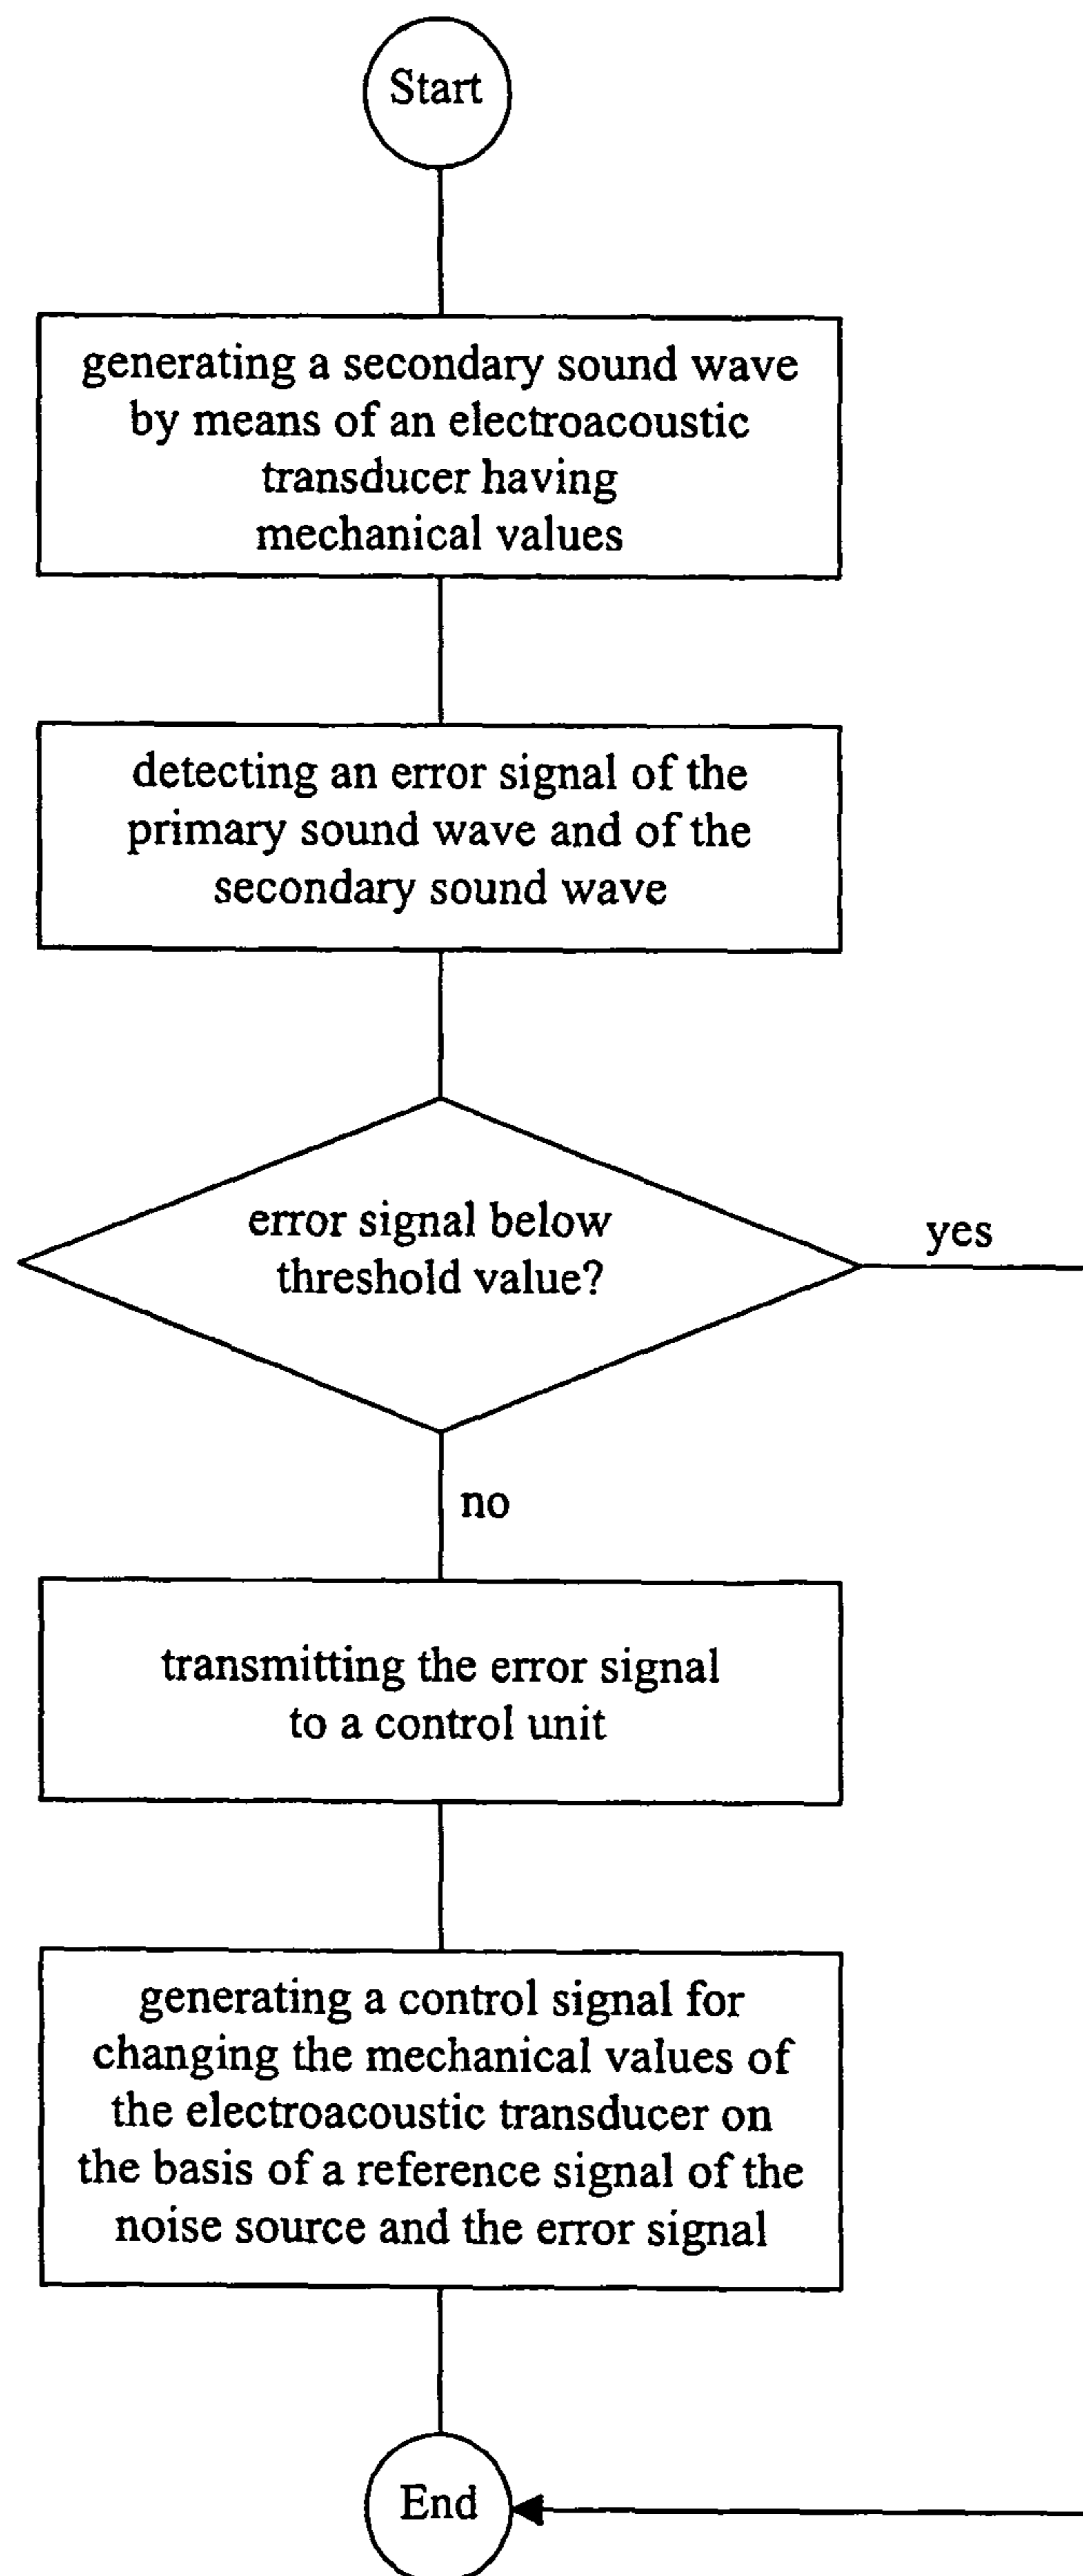 Start
generating a secondary sound wave
by means of an electroacoustic
transducer having
mechanical values
detecting an error signal of the
primary sound wave and of the
secondary sound wave
error signal below
threshold value?
yes
no
transmitting the error signal
to a control unit
generating a control signal for
changing the mechanical values of
the electroacoustic transducer on
the basis of a reference signal of the
noise source and the error signal
End